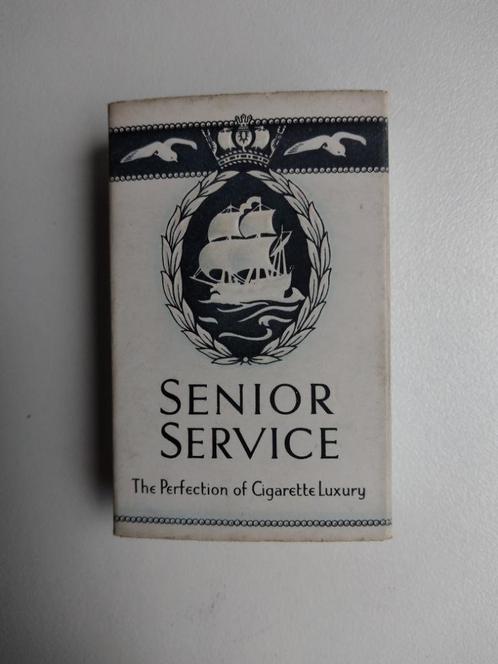 SENIOR
SERVICE
The Perfection of Cigarette Luxury